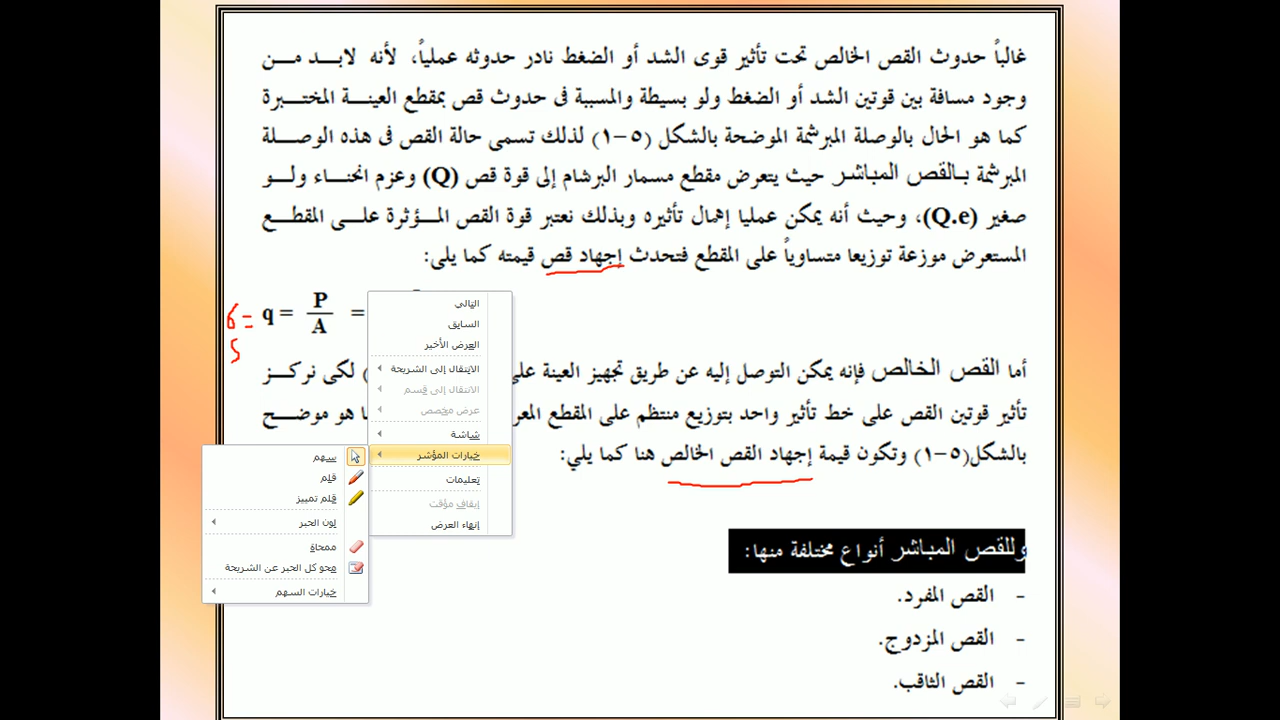 غالباً حدوث القص الخالص تحت تأثير قوى الشد أو الضغط نادر حدوثه عملياً، لأنه لابد من
وجود مسافة بين قوتين الشد أو الضغط ولو بسيطة والمسببة فى حدوث قص بمقطع العينة المختبرة
كما هو الحال بالوصلة المبرشمة الموضحة بالشكل (٥-١) لذلك تسمى حالة القص فى هذه الوصلة
المبرشمة بالقص المباشر حيث يتعرض مقطع مسمار البرشام إلى قوة قص (Q) وعزم انحناء ولو
صغير (Q.e)، وحيث أنه يمكن عمليا إهمال تأثيره وبذلك نعتبر قوة القص المؤثرة على المقطع
المستعرض موزعة توزيعا متساوياً على المقطع فتحدث إجهاد قص قيمته كما يلى:
q = P / A =
أما القص الخالص فإنه يمكن التوصل إليه عن طريق تجهيز العينة ) لكى نركز
تأثير قوتين القص على خط تأثير واحد بتوزيع منتظم على المقطع هو موضح
بالشكل(٥-١) وتكون قيمة إجهاد القص الخالص هنا كما يلي:
وللقص المباشر أنواع مختلفة منها:
- القص المفرد.
- القص المزدوج.
- القص الثاقب.
التالي
السابق
العرض الأخير
الانتقال إلى الشريحة
الانتقال إلى قسم
عرض مخصص
شاشة
خيارات المؤشر
تعليمات
إيقاف مؤقت
إنهاء العرض
سهم
قلم
قلم تمييز
لون الحبر
ممحاة
محو كل الحبر عن الشريحة
خيارات السهم